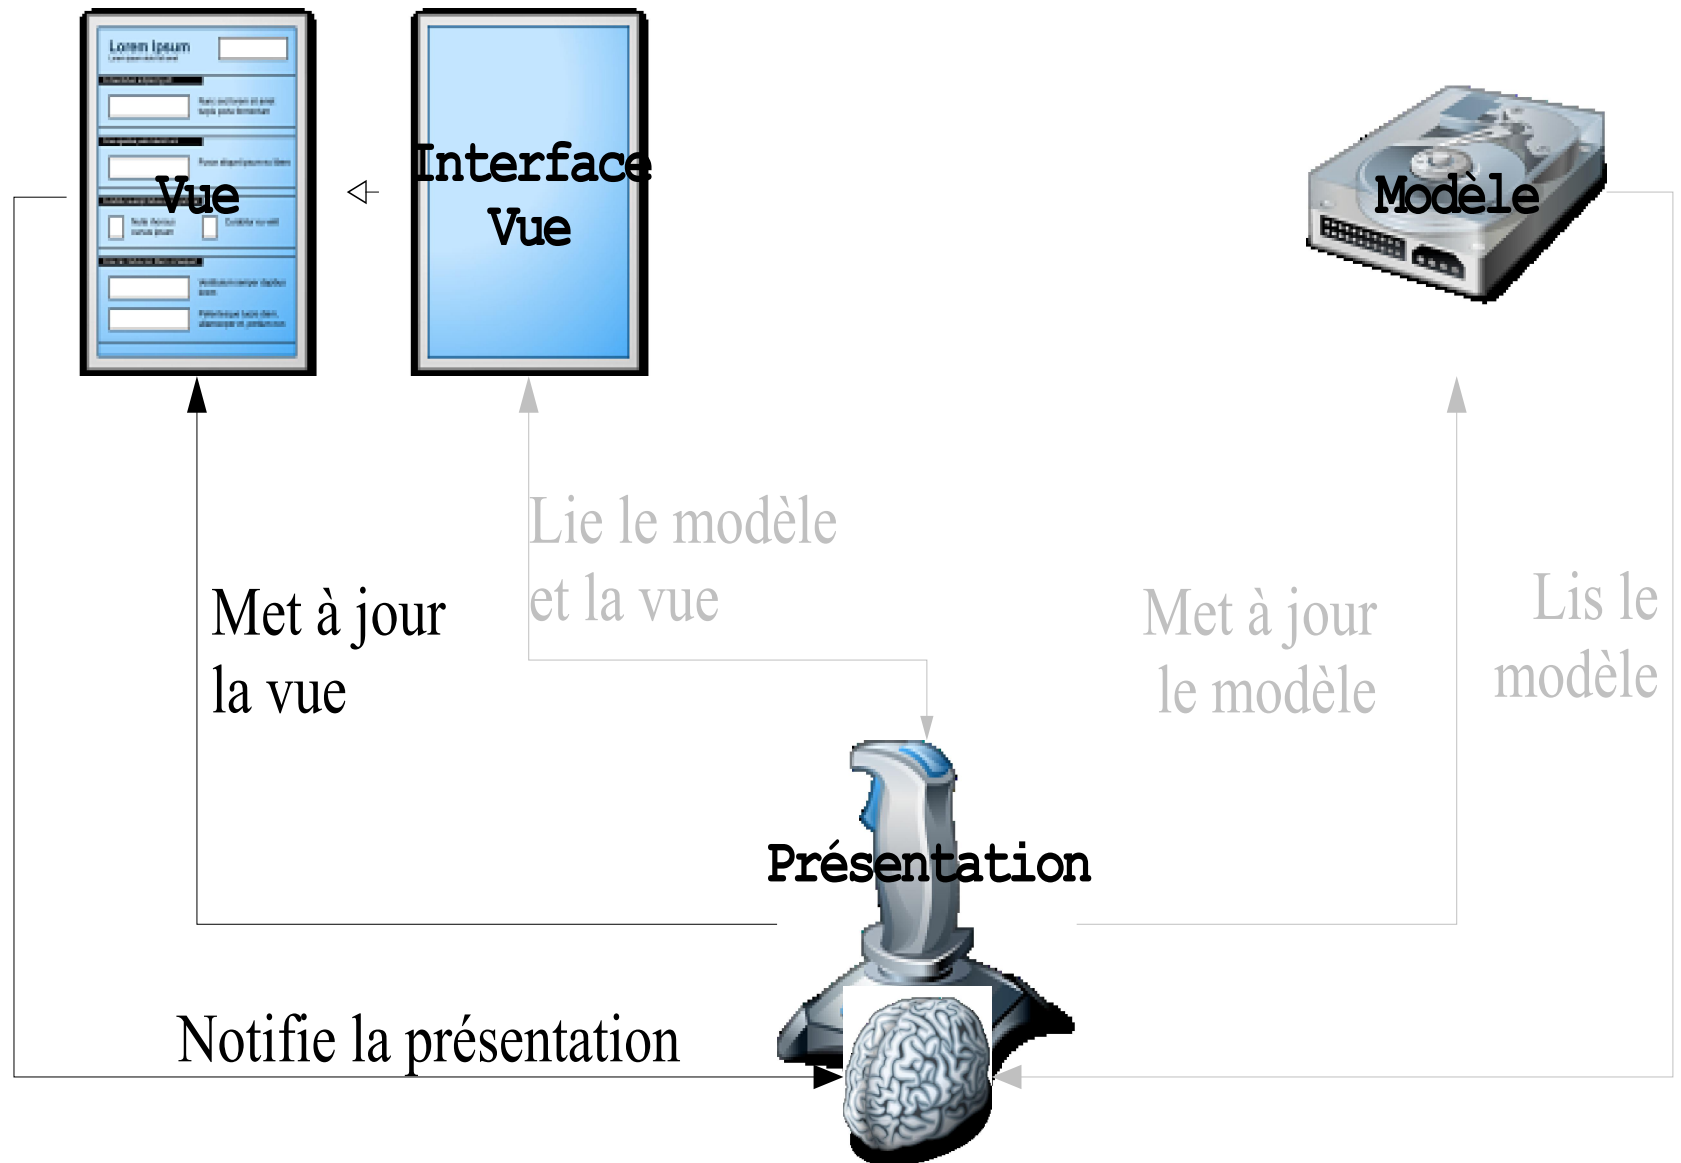 Lorem Ipsum
Vue
Interface
Vue
Modèle
Lie le modèle
et la vue
Met à jour
la vue
Met à jour
le modèle
Lis le
modèle
Présentation
Notifie la présentation